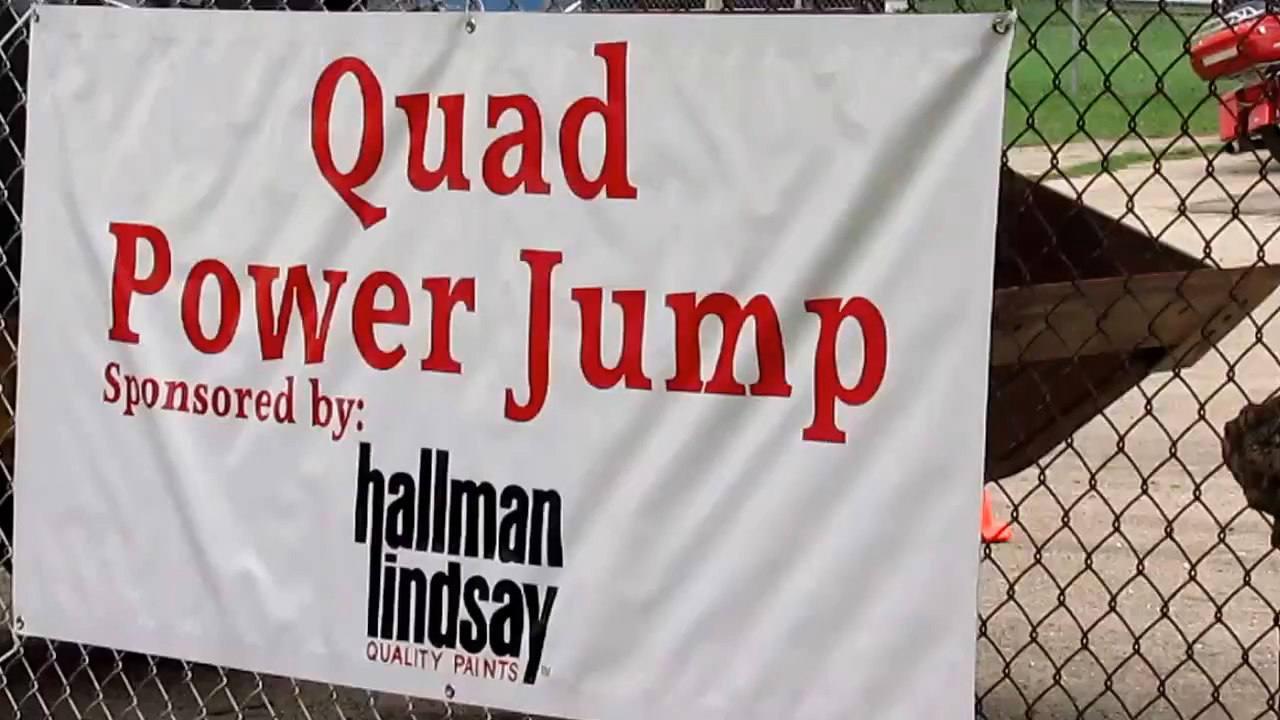 Quad
Power Jump
Sponsored by:
hallman
lindsay
QUALITY PAINTS